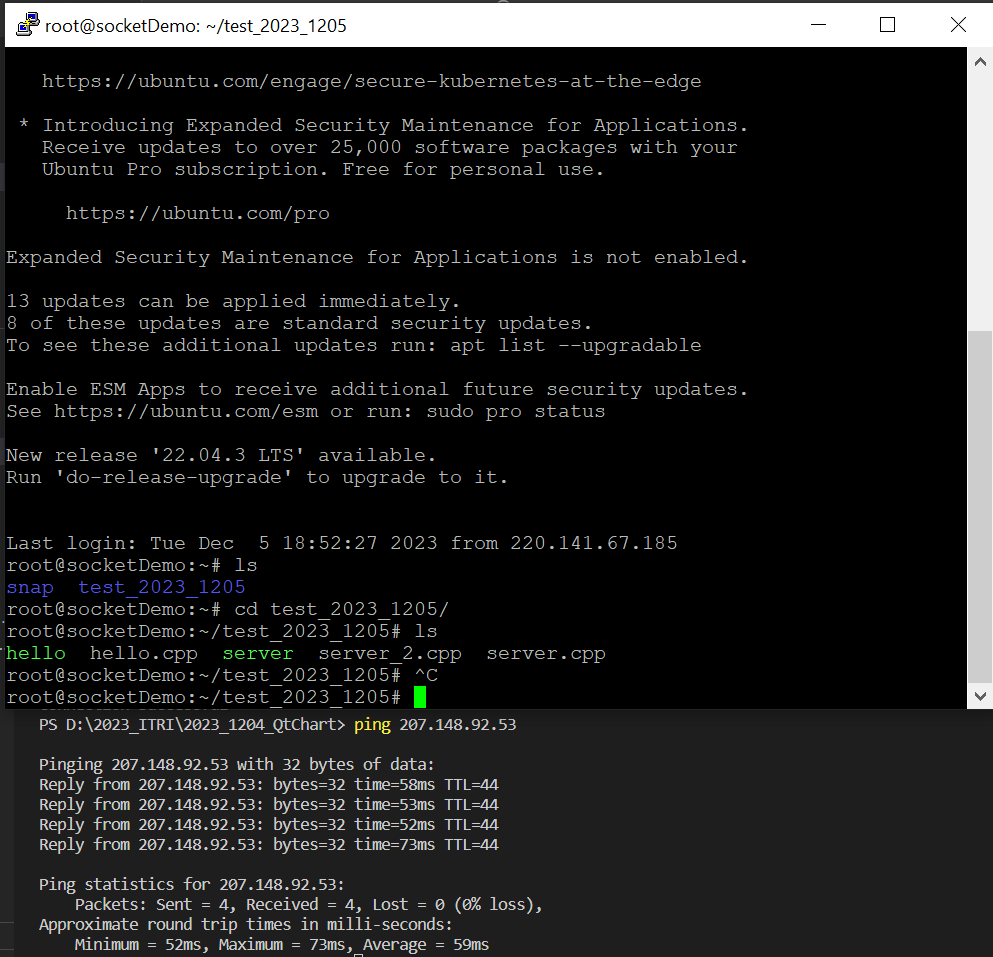 root@socketDemo: ~/test_2023_1205
https://ubuntu.com/engage/secure-kubernetes-at-the-edge
* Introducing Expanded Security Maintenance for Applications.
Receive updates to over 25,000 software packages with your
Ubuntu Pro subscription. Free for personal use.
https://ubuntu.com/pro
Expanded Security Maintenance for Applications is not enabled.
13 updates can be applied immediately.
8 of these updates are standard security updates.
To see these additional updates run: apt list --upgradable
Enable ESM Apps to receive additional future security updates.
See https://ubuntu.com/esm or run: sudo pro status
New release '22.04.3 LTS' available.
Run 'do-release-upgrade' to upgrade to it.
Last login: Tue Dec  5 18:52:27 2023 from 220.141.67.185
root@socketDemo:~# ls
snap  test_2023_1205
root@socketDemo:~# cd test_2023_1205/
root@socketDemo:~/test_2023_1205# ls
hello  hello.cpp  server  server_2.cpp  server.cpp
root@socketDemo:~/test_2023_1205# ^C
root@socketDemo:~/test_2023_1205#
PS D:\2023_ITRI\2023_1204_QtChart> ping 207.148.92.53
Pinging 207.148.92.53 with 32 bytes of data:
Reply from 207.148.92.53: bytes=32 time=58ms TTL=44
Reply from 207.148.92.53: bytes=32 time=53ms TTL=44
Reply from 207.148.92.53: bytes=32 time=52ms TTL=44
Reply from 207.148.92.53: bytes=32 time=73ms TTL=44
Ping statistics for 207.148.92.53:
Packets: Sent = 4, Received = 4, Lost = 0 (0% loss),
Approximate round trip times in milli-seconds:
Minimum = 52ms, Maximum = 73ms, Average = 59ms